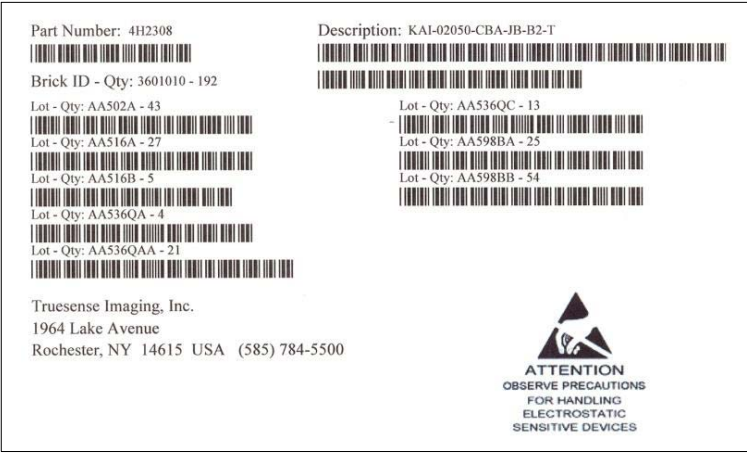 Part Number: 4H2308
Description: KAI-02050-CBA-JB-B2-T
Brick ID - Qty: 3601010 - 192
Lot - Qty: AA502A - 43
Lot - Qty: AA516A - 27
Lot - Qty: AA516B - 5
Lot - Qty: AA536QA - 4
Lot - Qty: AA536QAA - 21
Lot - Qty: AA536QC - 13
Lot - Qty: AA598BA - 25
Lot - Qty: AA598BB - 54
Truesense Imaging, Inc.
1964 Lake Avenue
Rochester, NY 14615 USA (585) 784-5500
ATTENTION
OBSERVE PRECAUTIONS
FOR HANDLING
ELECTROSTATIC
SENSITIVE DEVICES